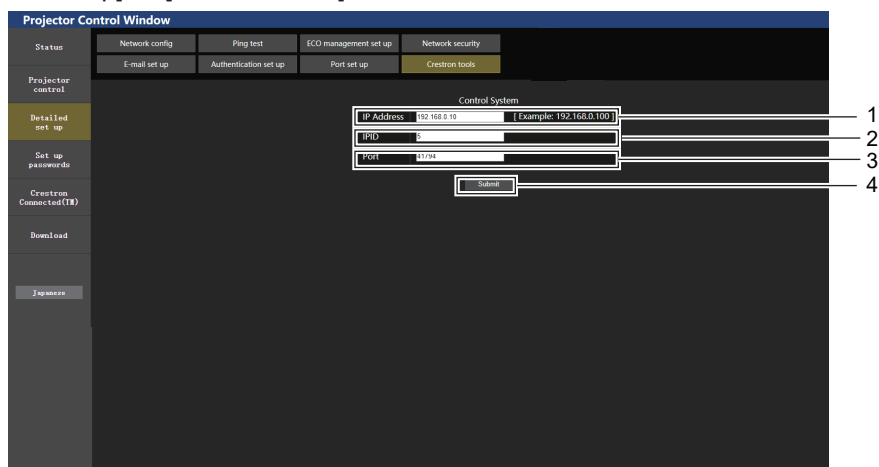 Projector Control Window
Status
Network config
Ping test
ECO management set up
Network security
E-mail set up
Authentication set up
Port set up
Crestron tools
Projector
control
Detailed
set up
Set up
passwords
Crestron
Connected(TM)
Download
Japanese
Control System
IP Address 192.168.0.10 [ Example: 192.168.0.100 ] 1
IPID 5 2
Port 41794 3
Submit 4